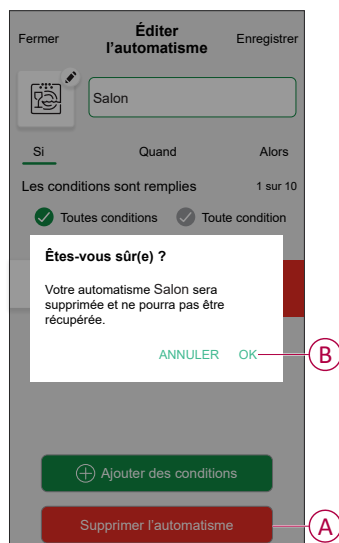 Fermer
Éditer
l'automatisme
Enregistrer
Salon
Si
Quand
Alors
Les conditions sont remplies
1 sur 10
Toutes conditions
Toute condition
Êtes-vous sûr(e) ?
Votre automatisme Salon sera
supprimée et ne pourra pas être
récupérée.
ANNULER
OK
B
Ajouter des conditions
Supprimer l'automatisme
A